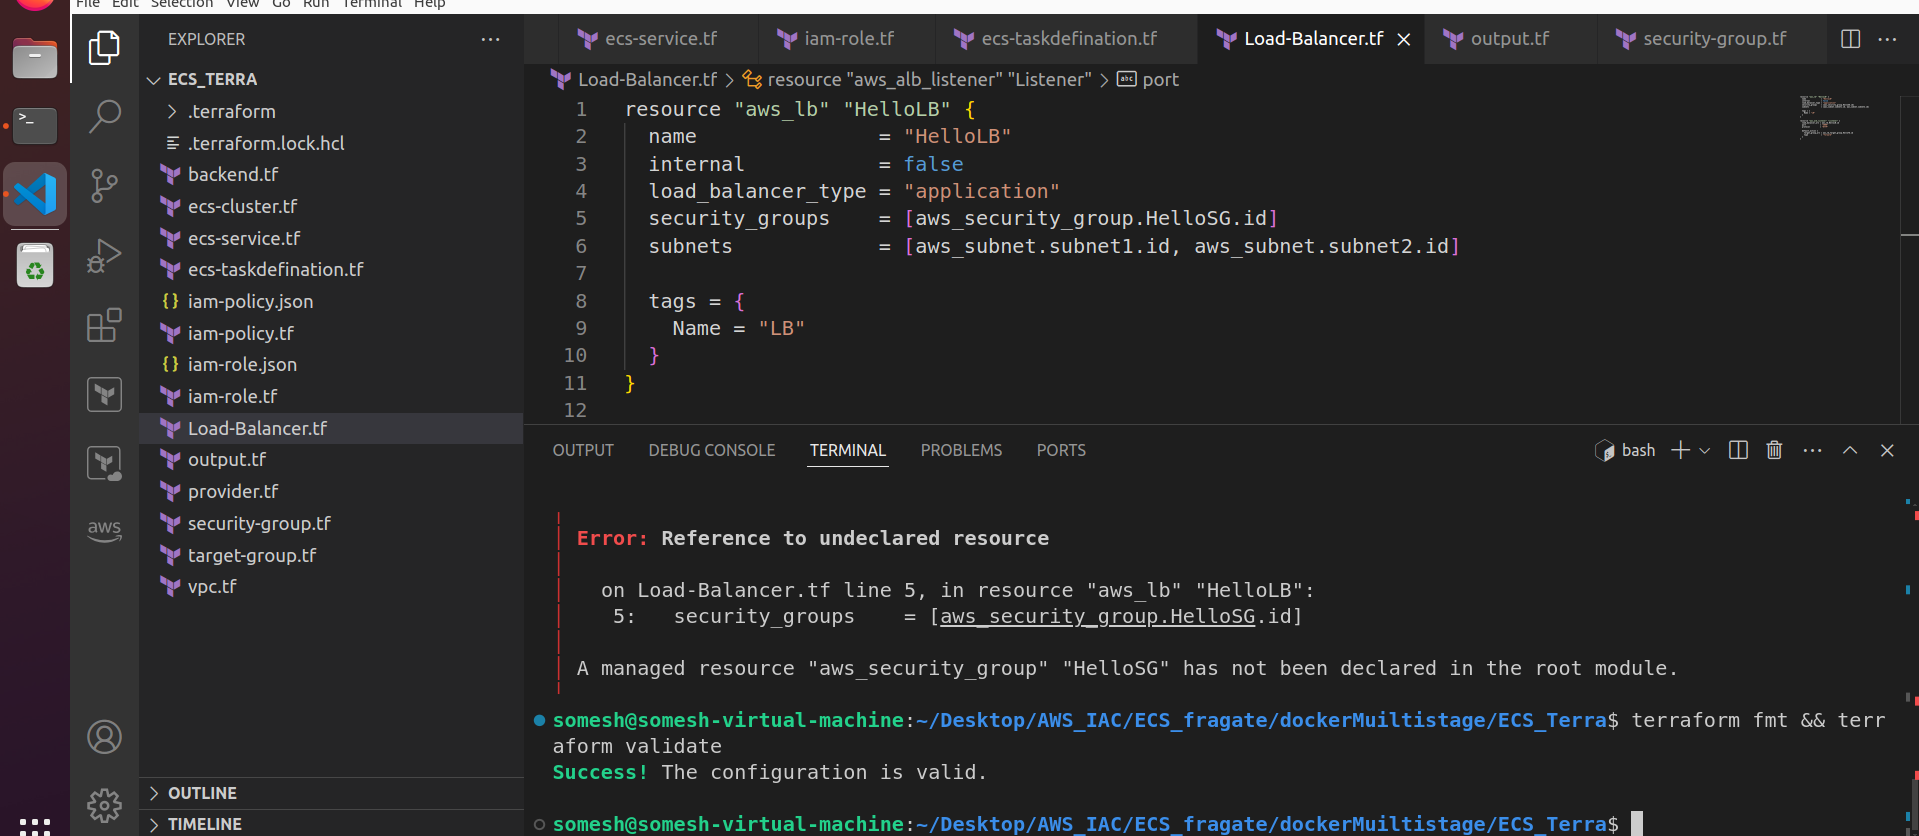 File Edit Selection View Go Run Terminal Help
EXPLORER
ECS_TERRA
.terraform
.terraform.lock.hcl
backend.tf
ecs-cluster.tf
ecs-service.tf
ecs-taskdefination.tf
iam-policy.json
iam-policy.tf
iam-role.json
iam-role.tf
Load-Balancer.tf
output.tf
provider.tf
security-group.tf
target-group.tf
vpc.tf
OUTLINE
TIMELINE
aws
ecs-service.tf iam-role.tf ecs-taskdefination.tf Load-Balancer.tf output.tf security-group.tf
Load-Balancer.tf > resource "aws_alb_listener" "Listener" > abc port
1 resource "aws_lb" "HelloLB" {
2 name = "HelloLB"
3 internal = false
4 load_balancer_type = "application"
5 security_groups = [aws_security_group.HelloSG.id]
6 subnets = [aws_subnet.subnet1.id, aws_subnet.subnet2.id]
7
8 tags = {
9 Name = "LB"
10 }
11 }
12
OUTPUT DEBUG CONSOLE TERMINAL PROBLEMS PORTS bash
Error: Reference to undeclared resource
on Load-Balancer.tf line 5, in resource "aws_lb" "HelloLB":
5: security_groups = [aws_security_group.HelloSG.id]
A managed resource "aws_security_group" "HelloSG" has not been declared in the root module.
somesh@somesh-virtual-machine:~/Desktop/AWS_IAC/ECS_fragate/dockerMuiltistage/ECS_Terra$ terraform fmt && terr
aform validate
Success! The configuration is valid.
somesh@somesh-virtual-machine:~/Desktop/AWS_IAC/ECS_fragate/dockerMuiltistage/ECS_Terra$